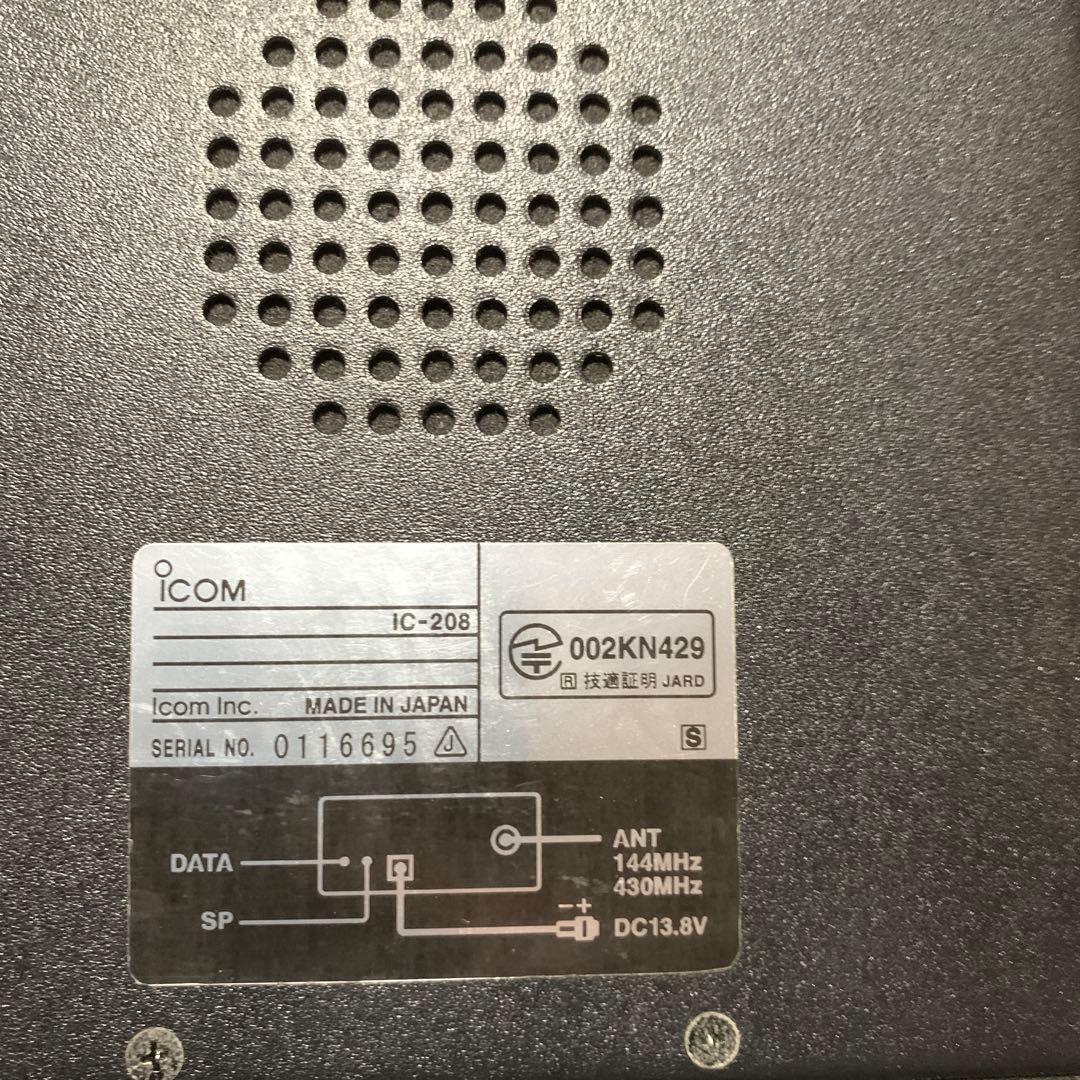 ICOM
IC-208
Icom Inc. MADE IN JAPAN
SERIAL NO. 0116695 J
002KN429
R 技適証明 JARD
S
DATA
SP
ANT
144MHz
430MHz
- +
DC13.8V